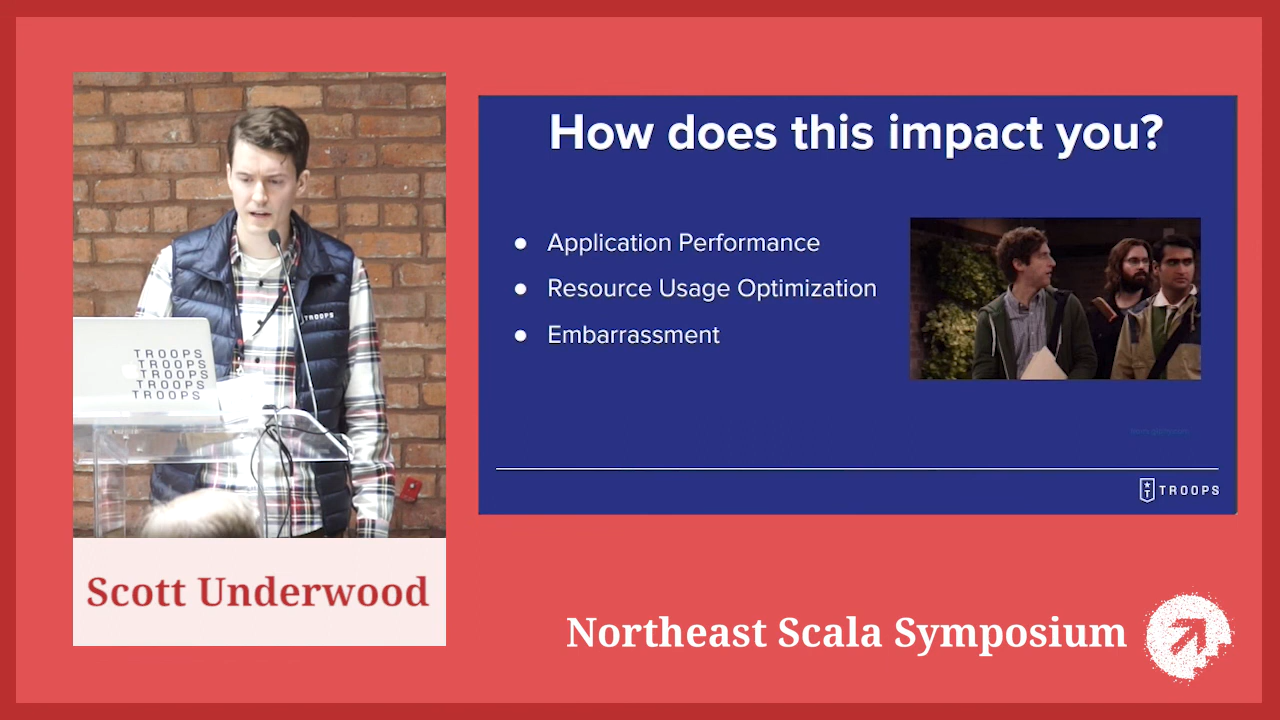 How does this impact you?
● Application Performance
● Resource Usage Optimization
● Embarrassment
TROOPS
TROOPS
TROOPS
TROOPS
TROOPS
TROOPS
T TROOPS
Scott Underwood
Northeast Scala Symposium